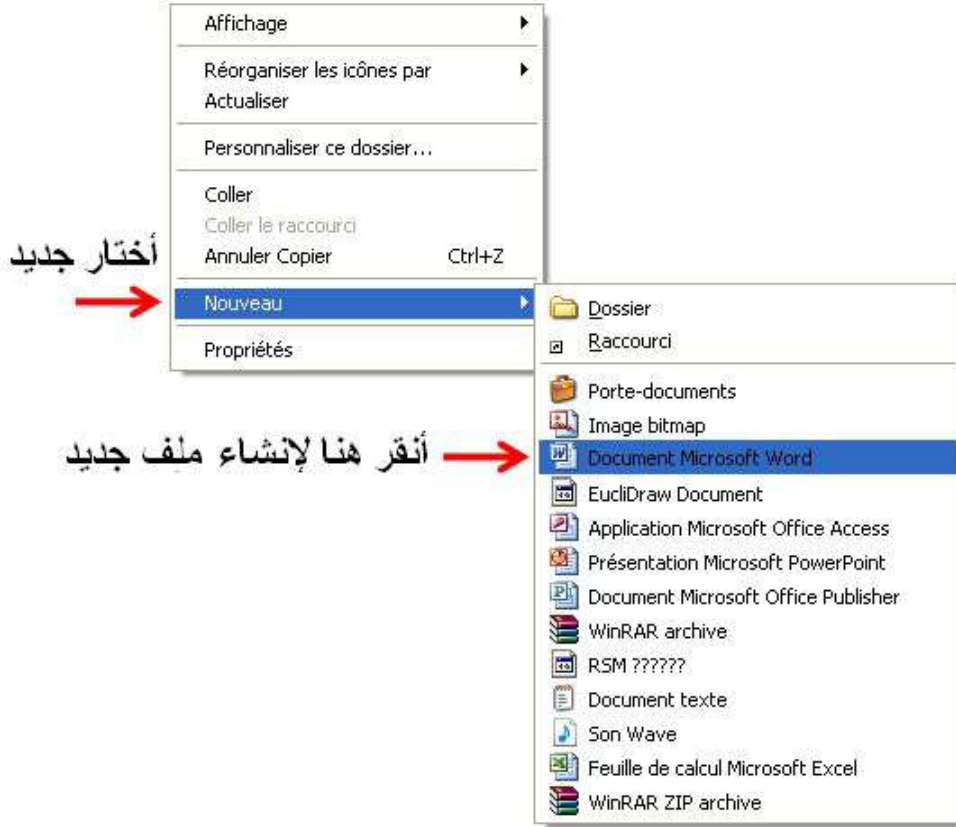 Affichage
Réorganiser les icônes par
Actualiser
Personnaliser ce dossier...
Coller
Coller le raccourci
Annuler Copier Ctrl+Z
أختار جديد
Nouveau
Propriétés
Dossier
Raccourci
Porte-documents
Image bitmap
أنقر هنا لإنشاء ملف جديد
Document Microsoft Word
EucliDraw Document
Application Microsoft Office Access
Présentation Microsoft PowerPoint
Document Microsoft Office Publisher
WinRAR archive
RSM ??????
Document texte
Son Wave
Feuille de calcul Microsoft Excel
WinRAR ZIP archive